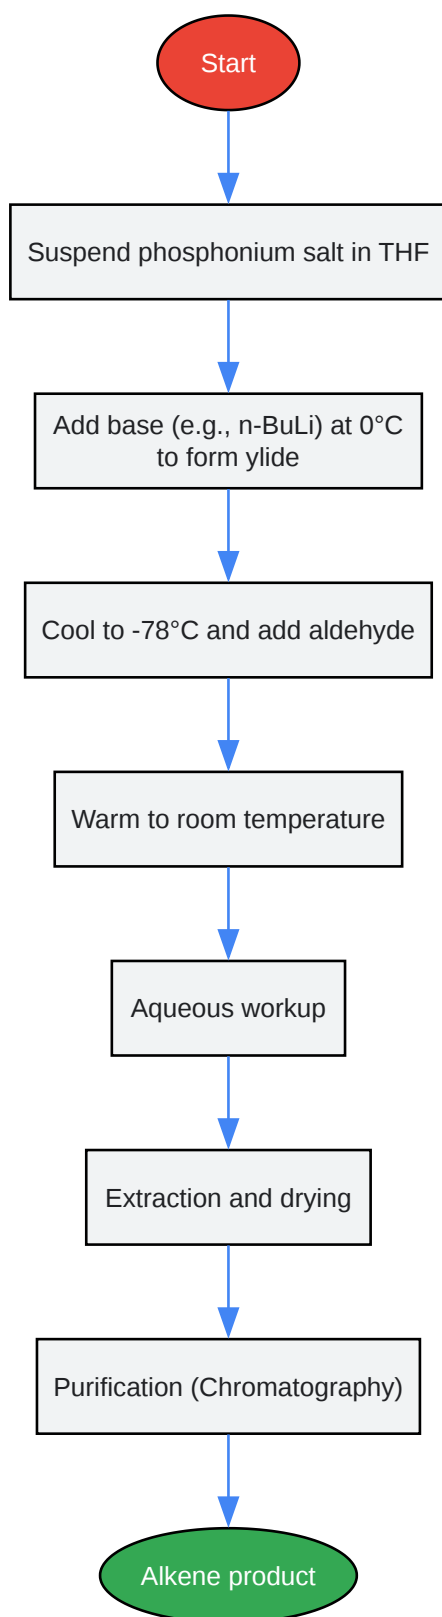 Start
Suspend phosphonium salt in THF
Add base (e.g., n-BuLi) at 0°C
to form ylide
Cool to -78°C and add aldehyde
Warm to room temperature
Aqueous workup
Extraction and drying
Purification (Chromatography)
Alkene product